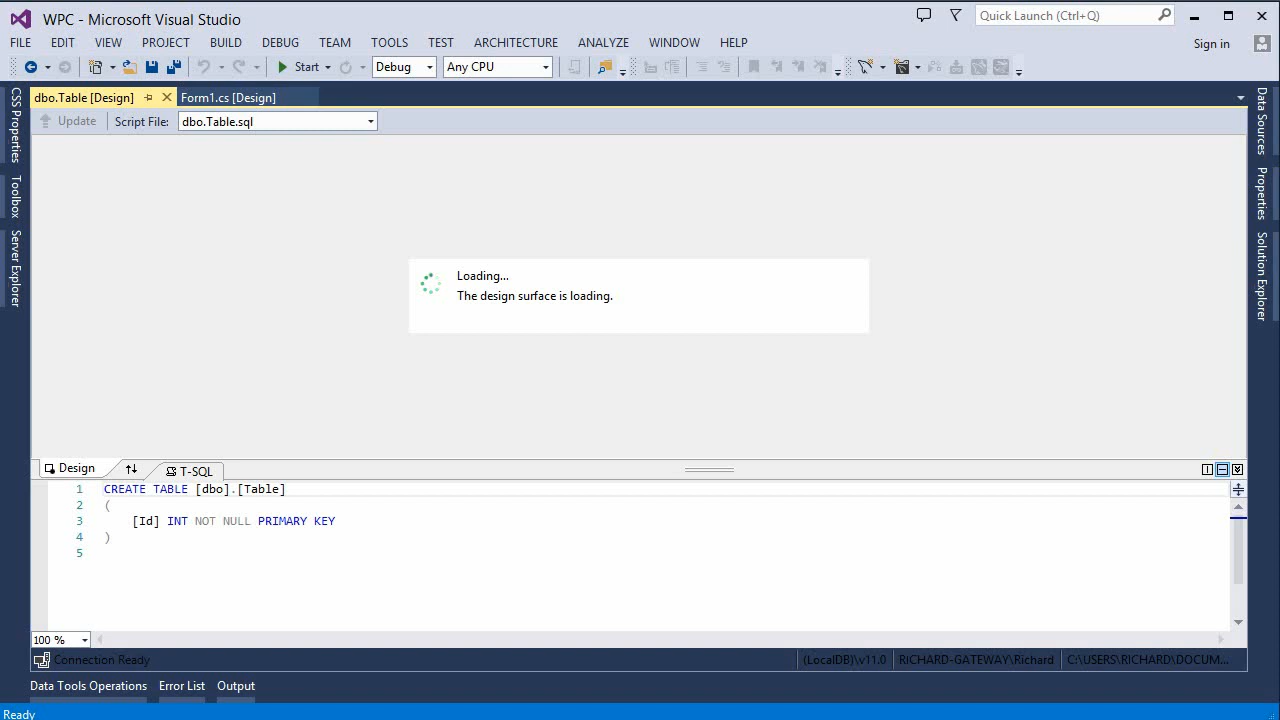 WPC - Microsoft Visual Studio
Quick Launch (Ctrl+Q)
FILE EDIT VIEW PROJECT BUILD DEBUG TEAM TOOLS TEST ARCHITECTURE ANALYZE WINDOW HELP
Sign in
Start Debug Any CPU
dbo.Table [Design] Form1.cs [Design]
Update Script File: dbo.Table.sql
CSS Properties
Toolbox
Server Explorer
Data Sources
Properties
Solution Explorer
Loading...
The design surface is loading.
Design T-SQL
1 CREATE TABLE [dbo].[Table]
2 (
3 [Id] INT NOT NULL PRIMARY KEY
4 )
5
100 %
Connection Ready (LocalDB)\v11.0 RICHARD-GATEWAY\Richard C:\USERS\RICHARD\DOCUM...
Data Tools Operations Error List Output
Ready